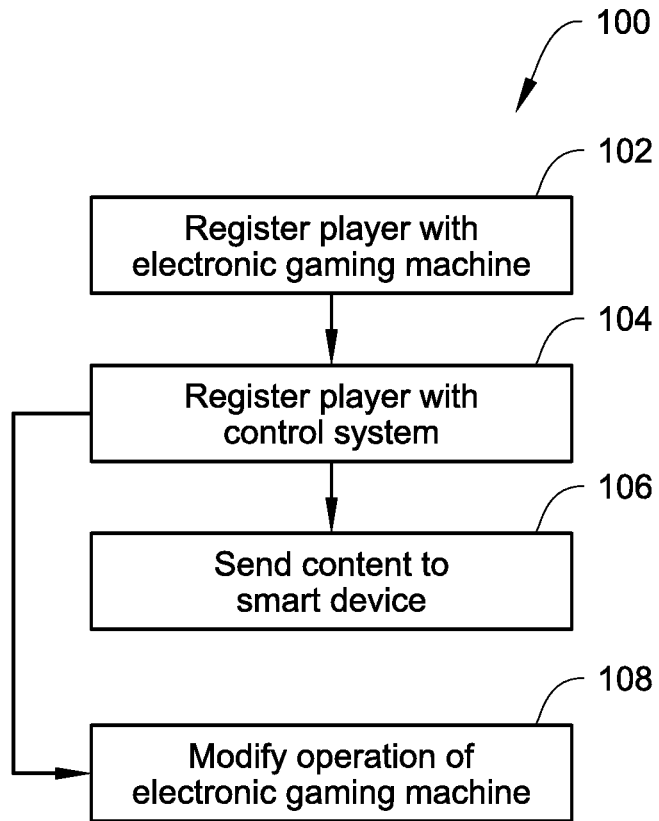 100
102
Register player with
electronic gaming machine
104
Register player with
control system
106
Send content to
smart device
108
Modify operation of
electronic gaming machine